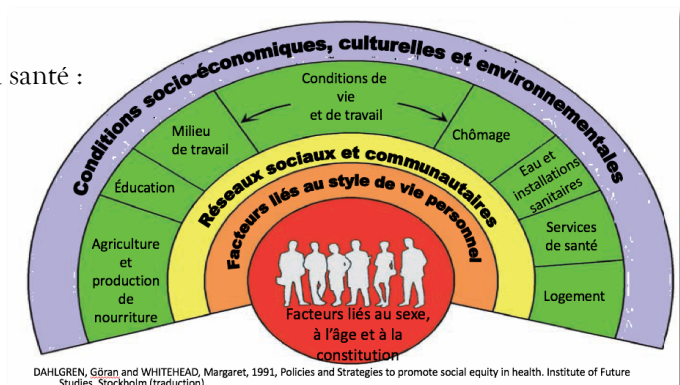 santé :
Conditions socio-économiques, culturelles et environnementales
Conditions de
vie
et de travail
Milieu
de travail
Chômage
Éducation
Eau et
installations
sanitaires
Agriculture
et
production
de
nourriture
Services
de santé
Logement
Réseaux sociaux et communautaires
Facteurs liés au style de vie personnel
Facteurs liés au sexe,
à l'âge et à la
constitution
DAHLGREN, Göran and WHITEHEAD, Margaret, 1991, Policies and Strategies to promote social equity in health. Institute of Future
Studies, Stockholm (traduction)